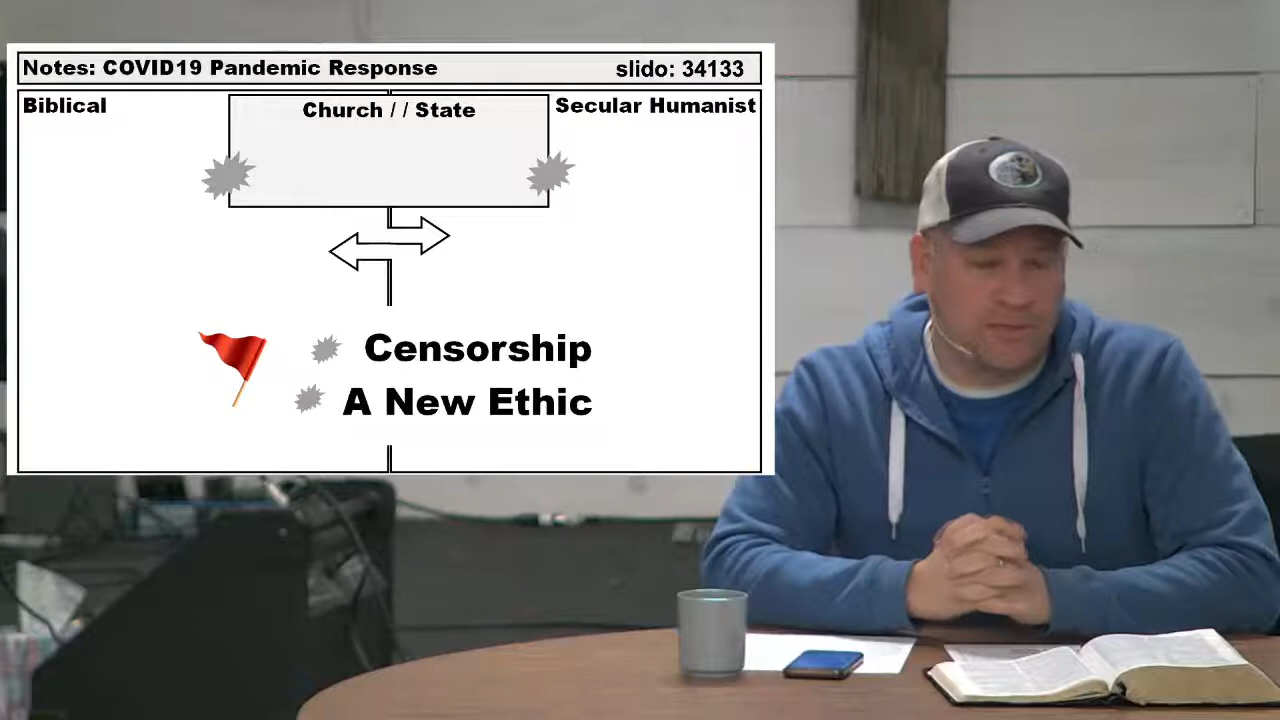 Notes: COVID19 Pandemic Response slido: 34133
Biblical Church // State Secular Humanist
Censorship
A New Ethic